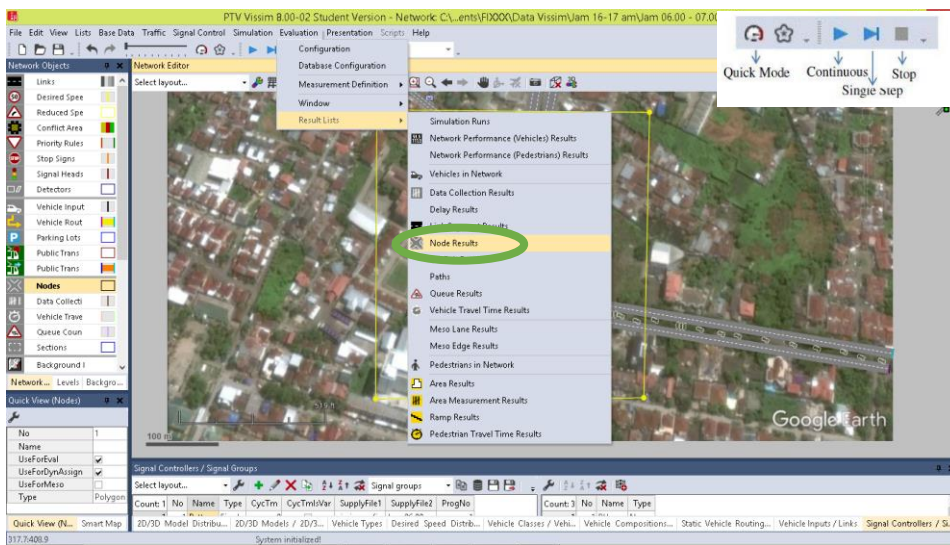 PTV Vissim 8.00-02 Student Version - Network: C:\...ents\FIXXX\Data Vissim\Jam 16-17 am\Jam 06.00 - 07.0
File Edit View Lists Base Data Traffic Signal Control Simulation Evaluation Presentation Scripts Help
Network Objects
Links
Desired Spee
Reduced Spe
Conflict Area
Priority Rules
Stop Signs
Signal Heads
Detectors
Vehicle Input
Vehicle Rout
Parking Lots
Public Trans
Public Trans
Nodes
Data Collecti
Vehicle Trave
Queue Coun
Sections
Background I
Network... Levels Backgro...
Quick View (Nodes)
No 1
Name
UseForEval
UseForDynAssign
UseForMeso
Type Polygon
Quick View (N... Smart Map
Network Editor
Select layout...
Configuration
Database Configuration
Measurement Definition
Window
Result Lists
Simulation Runs
Network Performance (Vehicles) Results
Network Performance (Pedestrians) Results
Vehicles in Network
Data Collection Results
Delay Results
Results
Node Results
Paths
Queue Results
Vehicle Travel Time Results
Meso Lane Results
Meso Edge Results
Pedestrians in Network
Area Results
Area Measurement Results
Ramp Results
Pedestrian Travel Time Results
Quick Mode Continuous Stop
Single Step
Google Earth
100 m
Signal Controllers / Signal Groups
Select layout... Signal groups
Count: 1 No Name Type CycTm CycTmIsVar SupplyFile1 SupplyFile2 ProgNo
Count: 3 No Name Type
2D/3D Model Distribu... 2D/3D Models / 2D/3... Vehicle Types Desired Speed Distrib... Vehicle Classes / Vehi... Vehicle Compositions... Static Vehicle Routing... Vehicle Inputs / Links Signal Controllers / Si...
317.7:408.9 System initialized!